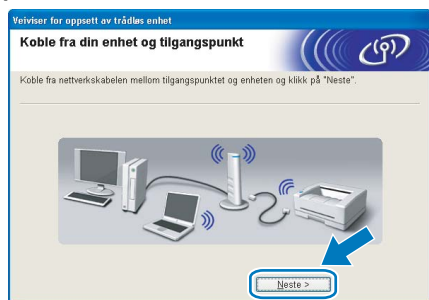 Veiviser for oppsett av trådløs enhet
Koble fra din enhet og tilgangspunkt
Koble fra nettverkskabelen mellom tilgangspunktet og enheten og klikk på "Neste".
Neste >